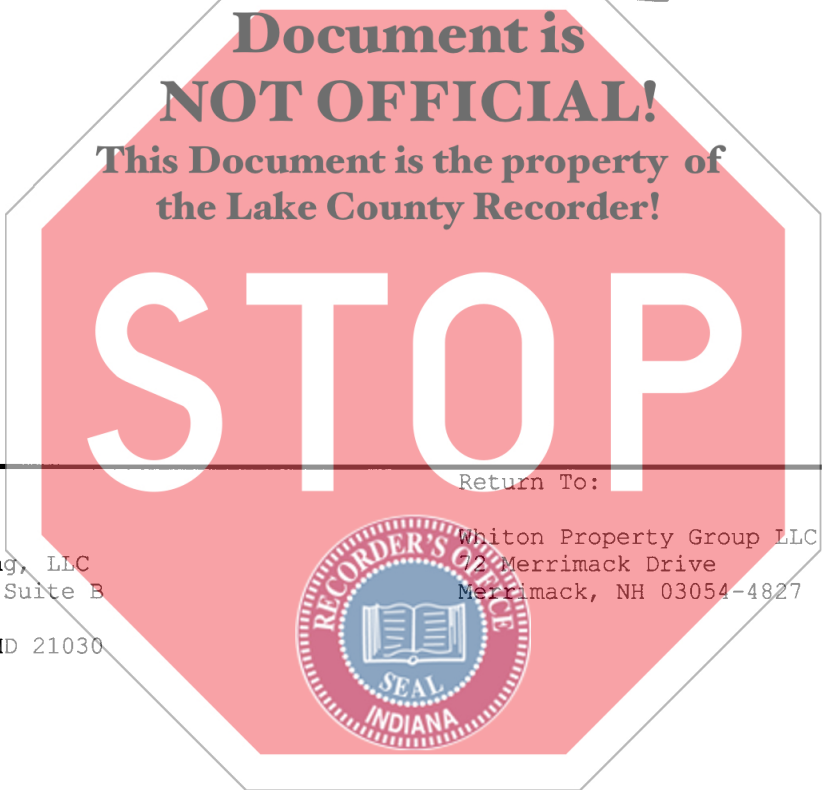 Document is
NOT OFFICIAL!
This Document is the property of
the Lake County Recorder!
STOP
Return To:
Whiton Property Group LLC
72 Merrimack Drive
Merrimack, NH 03054-4827
g, LLC
Suite B
D 21030
RECORDER'S OFFICE
SEAL
INDIANA